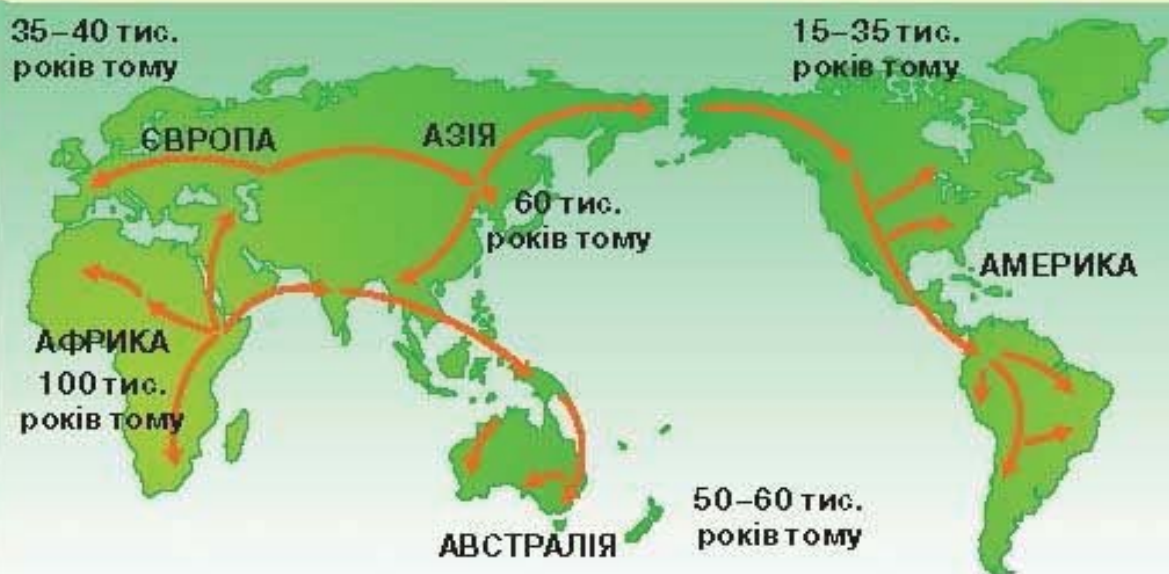 35–40 тис.
років тому
15–35 тис.
років тому
ЄВРОПА
АЗІЯ
60 тис.
років тому
АМЕРИКА
АФРИКА
100 тис.
років тому
50–60 тис.
років тому
АВСТРАЛІЯ